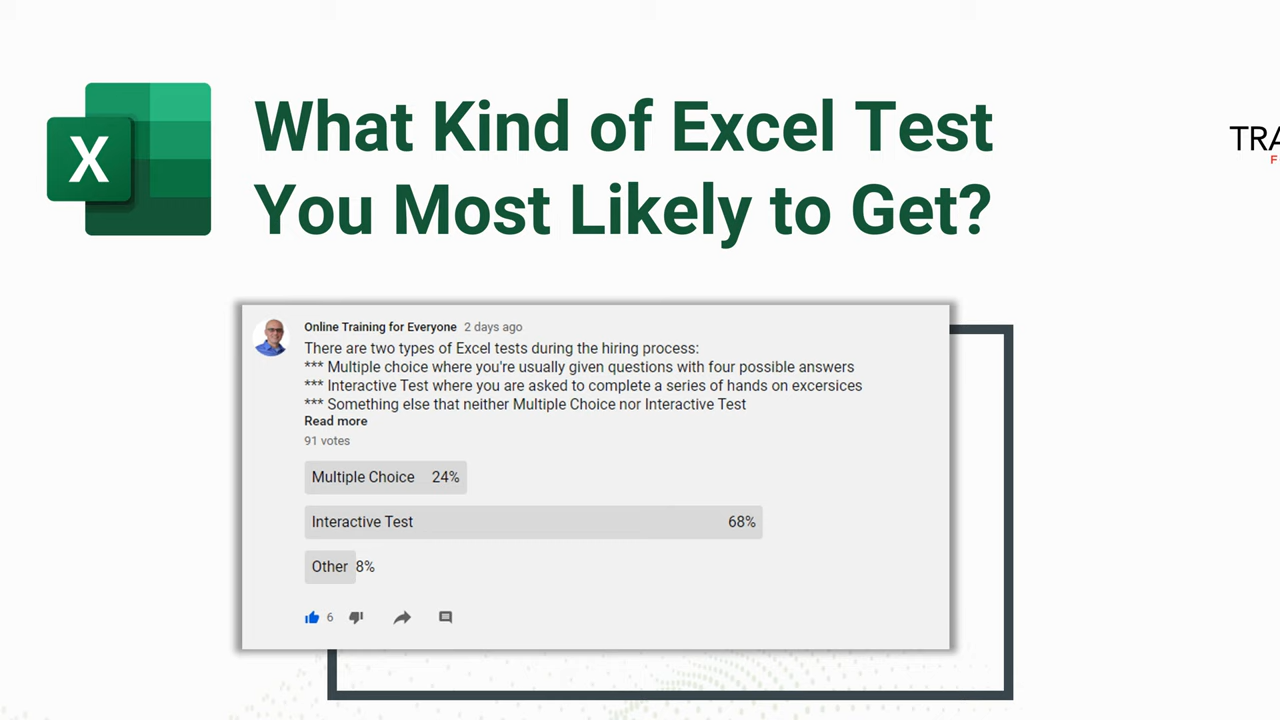 X
What Kind of Excel Test
You Most Likely to Get?
TRA
F
Online Training for Everyone 2 days ago
There are two types of Excel tests during the hiring process:
*** Multiple choice where you're usually given questions with four possible answers
*** Interactive Test where you are asked to complete a series of hands on excersices
*** Something else that neither Multiple Choice nor Interactive Test
Read more
91 votes
Multiple Choice 24%
Interactive Test 68%
Other 8%
6